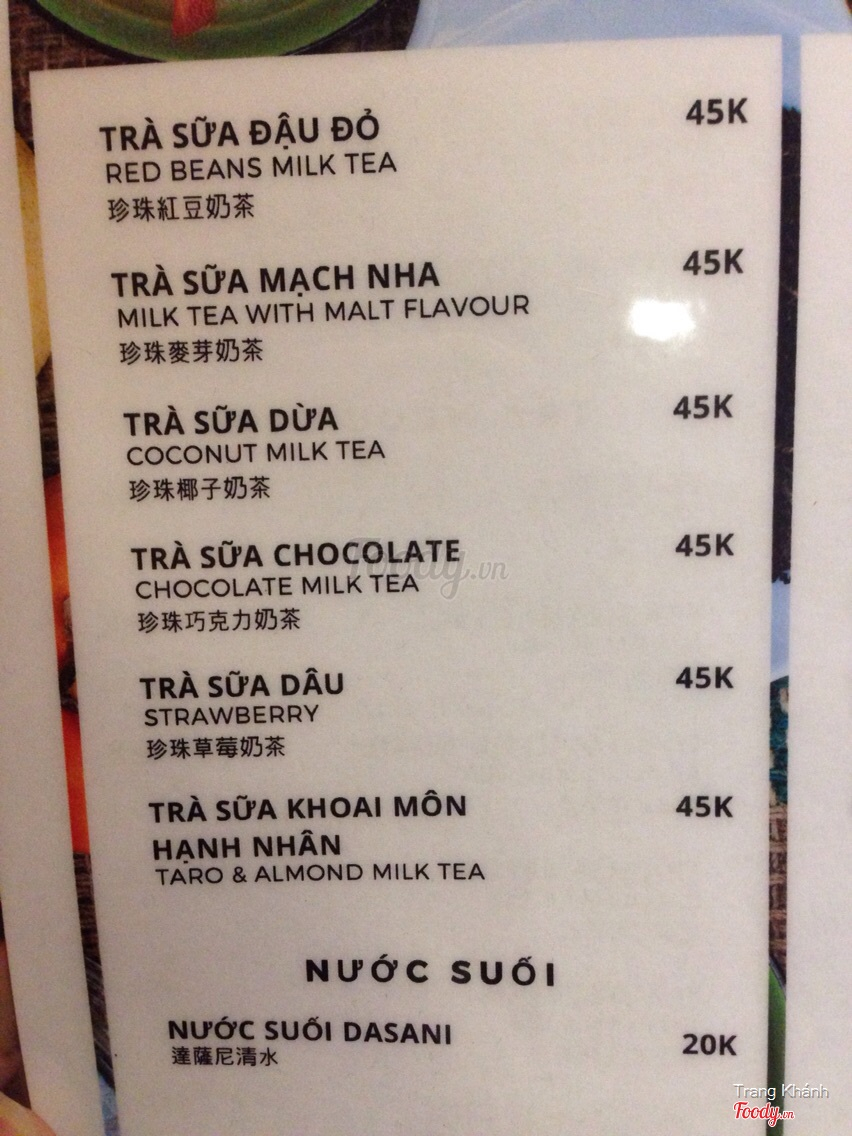 TRÀ SỮA ĐẬU ĐỎ 45K
RED BEANS MILK TEA
珍珠紅豆奶茶
TRÀ SỮA MẠCH NHA 45K
MILK TEA WITH MALT FLAVOUR
珍珠麥芽奶茶
TRÀ SỮA DỪA 45K
COCONUT MILK TEA
珍珠椰子奶茶
TRÀ SỮA CHOCOLATE 45K
CHOCOLATE MILK TEA
珍珠巧克力奶茶
Foody.vn
TRÀ SỮA DÂU 45K
STRAWBERRY
珍珠草莓奶茶
TRÀ SỮA KHOAI MÔN 45K
HẠNH NHÂN
TARO & ALMOND MILK TEA
NƯỚC SUỐI
NƯỚC SUỐI DASANI 20K
達薩尼清水
Trang Khánh
Foody.vn